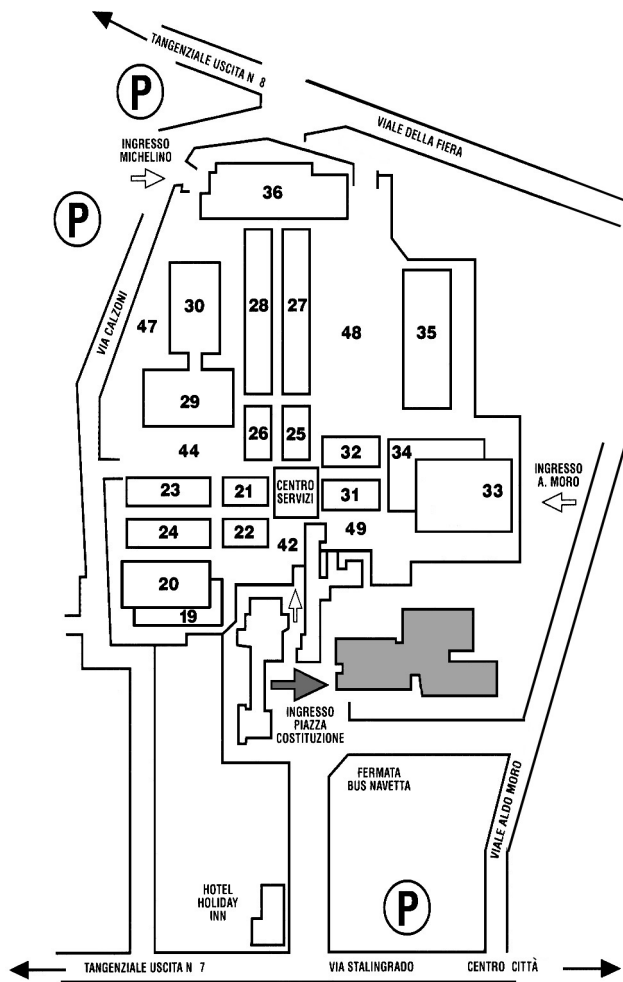 TANGENZIALE USCITA N 8
P
VIALE DELLA FIERA
INGRESSO
MICHELINO
36
P
VIA CALZONI
47
30
28
27
48
35
29
26
25
44
32
34
33
INGRESSO
A. MORO
23
21
CENTRO
SERVIZI
31
24
22
42
49
20
19
INGRESSO
PIAZZA
COSTITUZIONE
FERMATA
BUS NAVETTA
VIALE ALDO MORO
HOTEL
HOLIDAY
INN
P
TANGENZIALE USCITA N 7
VIA STALINGRADO
CENTRO CITTÀ